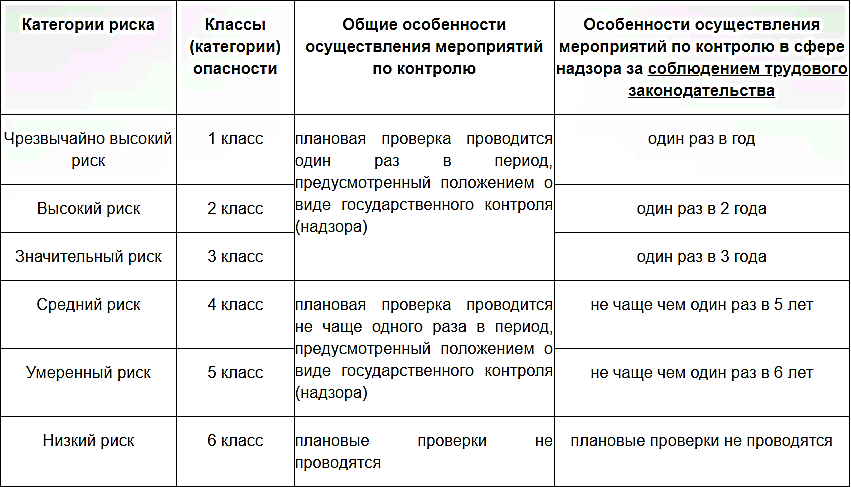 Категории риска
Классы
(категории)
опасности
Общие особенности
осуществления мероприятий
по контролю
Особенности осуществления
мероприятий по контролю в сфере
надзора за соблюдением трудового
законодательства
Чрезвычайно высокий
риск
1 класс
плановая проверка проводится
один раз в период,
предусмотренный положением о
виде государственного контроля
(надзора)
один раз в год
Высокий риск
2 класс
один раз в 2 года
Значительный риск
3 класс
один раз в 3 года
Средний риск
4 класс
плановая проверка проводится
не чаще одного раза в период,
предусмотренный положением о
виде государственного контроля
(надзора)
не чаще чем один раз в 5 лет
Умеренный риск
5 класс
не чаще чем один раз в 6 лет
Низкий риск
6 класс
плановые проверки не
проводятся
плановые проверки не проводятся